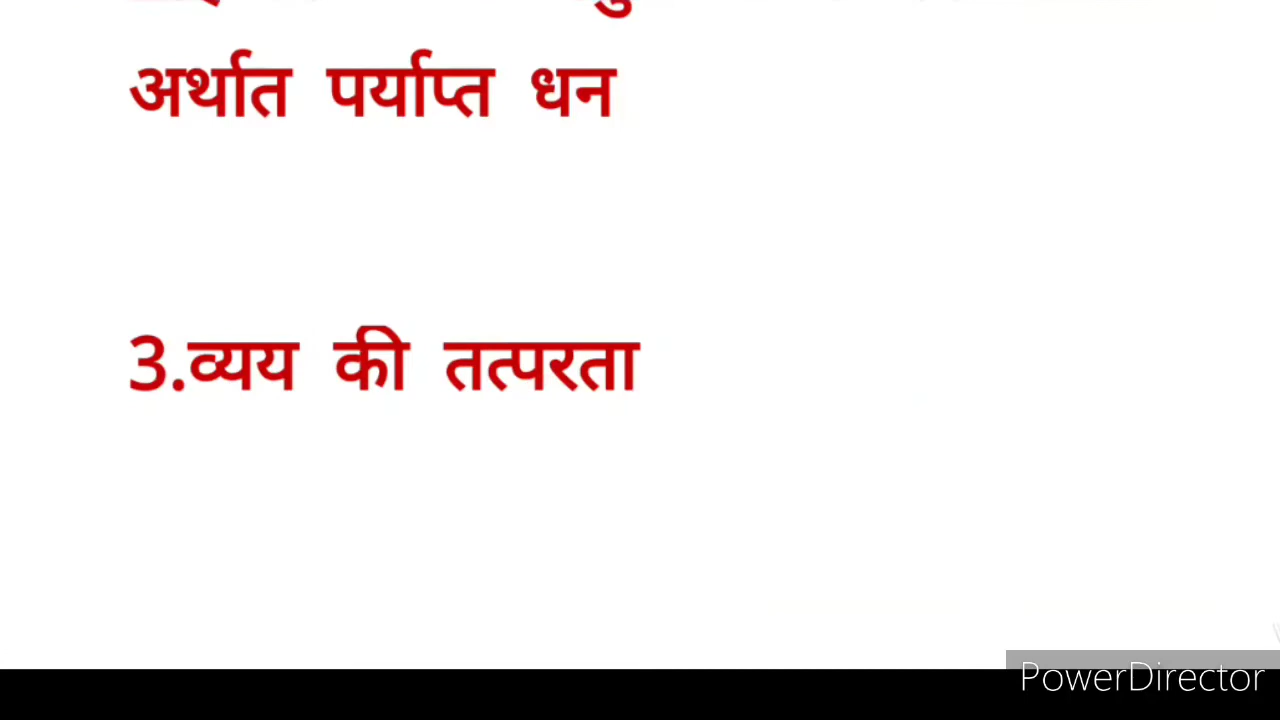 अर्थात पर्याप्त धन
3.व्यय की तत्परता
PowerDirector